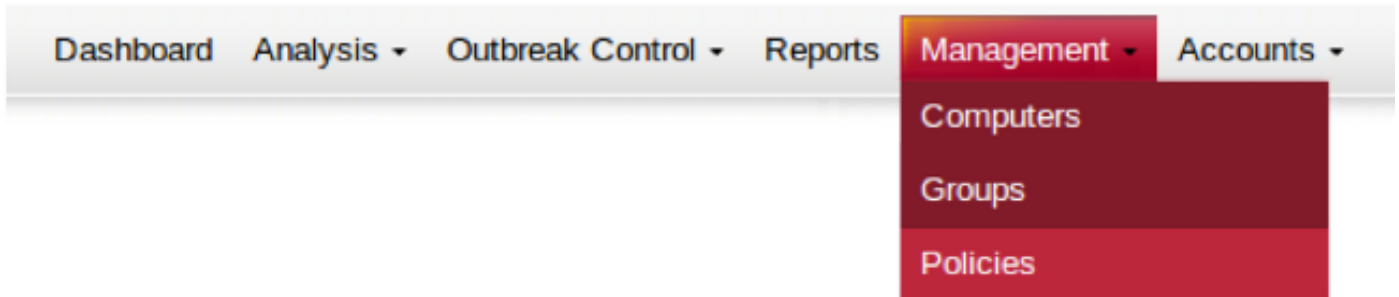 Dashboard Analysis Outbreak Control Reports Management Accounts
Computers
Groups
Policies